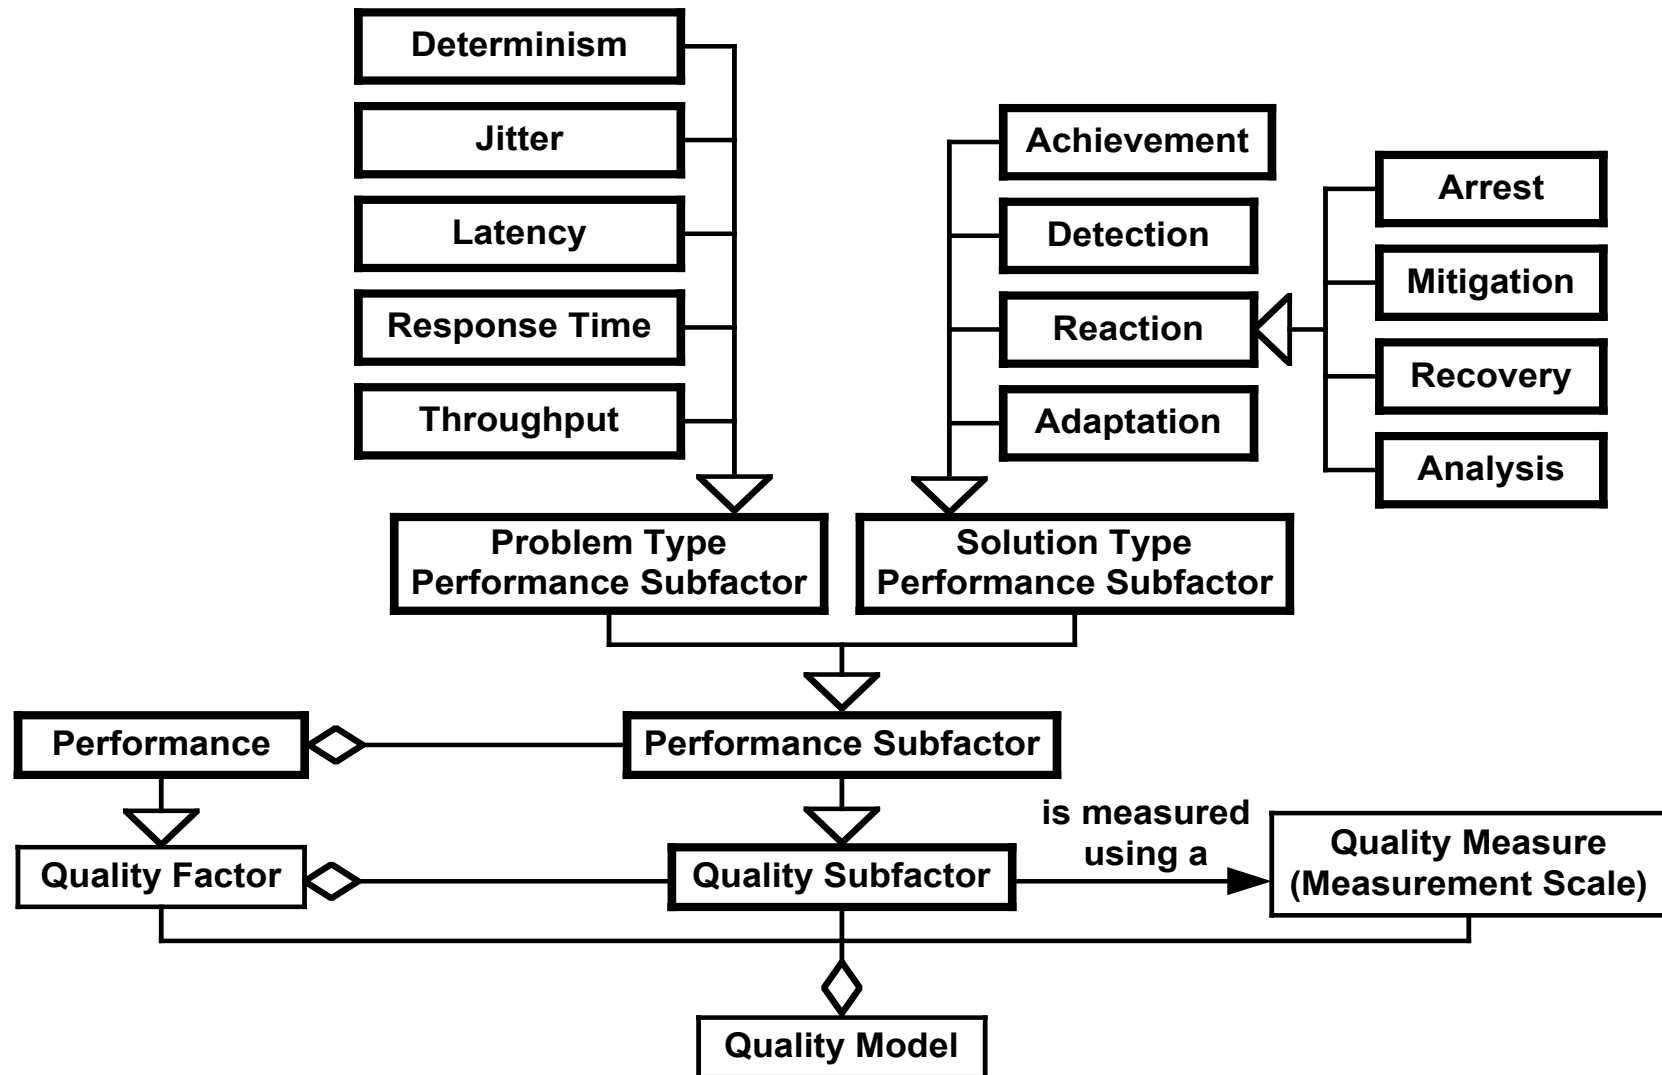 Determinism
Jitter
Latency
Response Time
Throughput
Achievement
Detection
Reaction
Adaptation
Arrest
Mitigation
Recovery
Analysis
Problem Type
Performance Subfactor
Solution Type
Performance Subfactor
Performance
Performance Subfactor
Quality Factor
Quality Subfactor
is measured
using a
Quality Measure
(Measurement Scale)
Quality Model